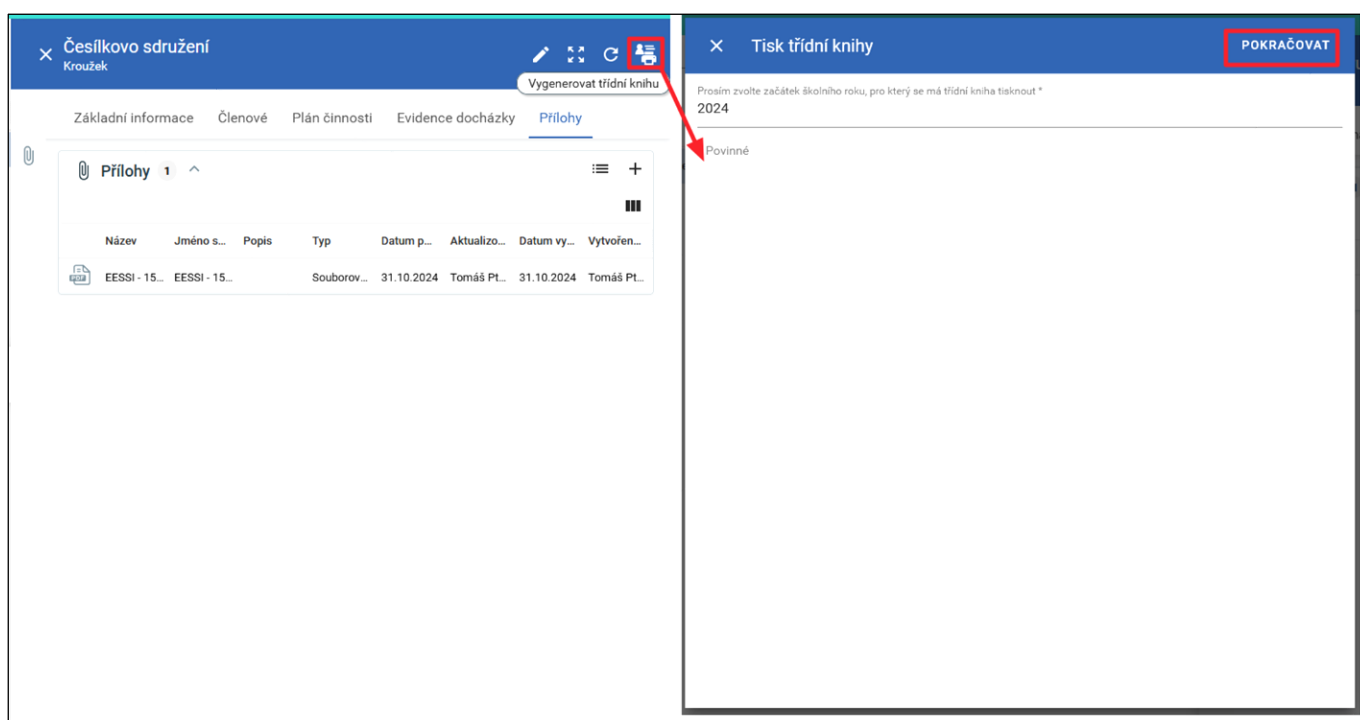 Česílkovo sdružení
Kroužek
Vygenerovat třídní knihu
Základní informace Členové Plán činnosti Evidence docházky Přílohy
Přílohy 1
Název Jméno s... Popis Typ Datum p... Aktualizo... Datum vy... Vytvořen...
PDF EESSI - 15... EESSI - 15... Souborov... 31.10.2024 Tomáš Pt... 31.10.2024 Tomáš Pt...
Tisk třídní knihy POKRAČOVAT
Prosím zvolte začátek školního roku, pro který se má třídní kniha tisknout *
2024
Povinné